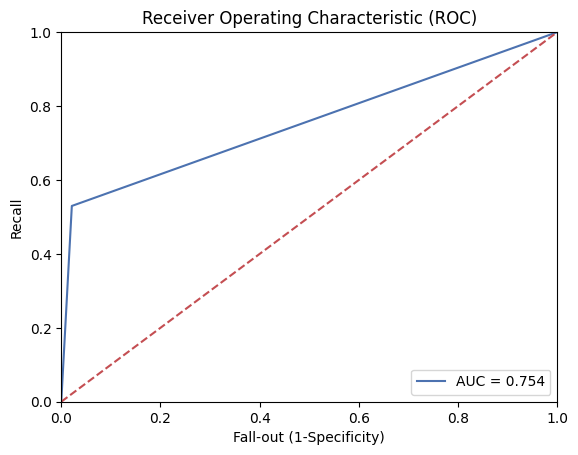 Receiver Operating Characteristic (ROC)
1.0
0.8
0.6
0.4
0.2
0.0
Recall
AUC = 0.754
0.0 0.2 0.4 0.6 0.8 1.0
Fall-out (1-Specificity)